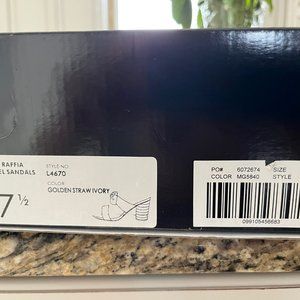 RAFFIA
EL SANDALS
7 1/2
STYLE NO.
L4670
COLOR
GOLDEN STRAW IVORY
PO# 6072674 SIZE
COLOR MG5840 STYLE
099105456683